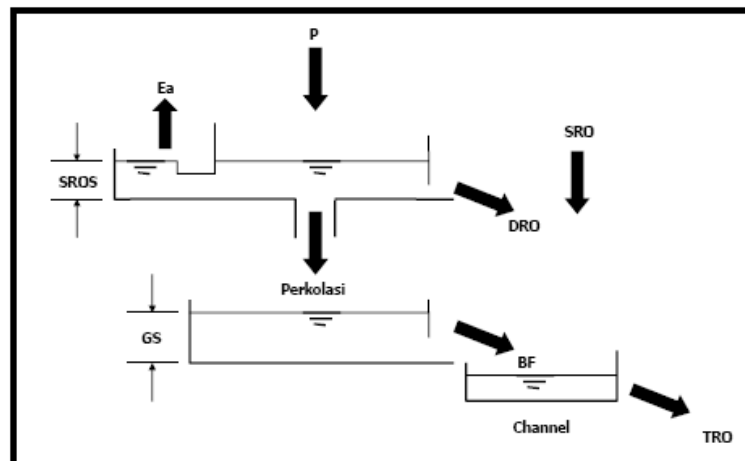 P
Ea
SRO
SROS
DRO
Perkolasi
GS
BF
Channel
TRO